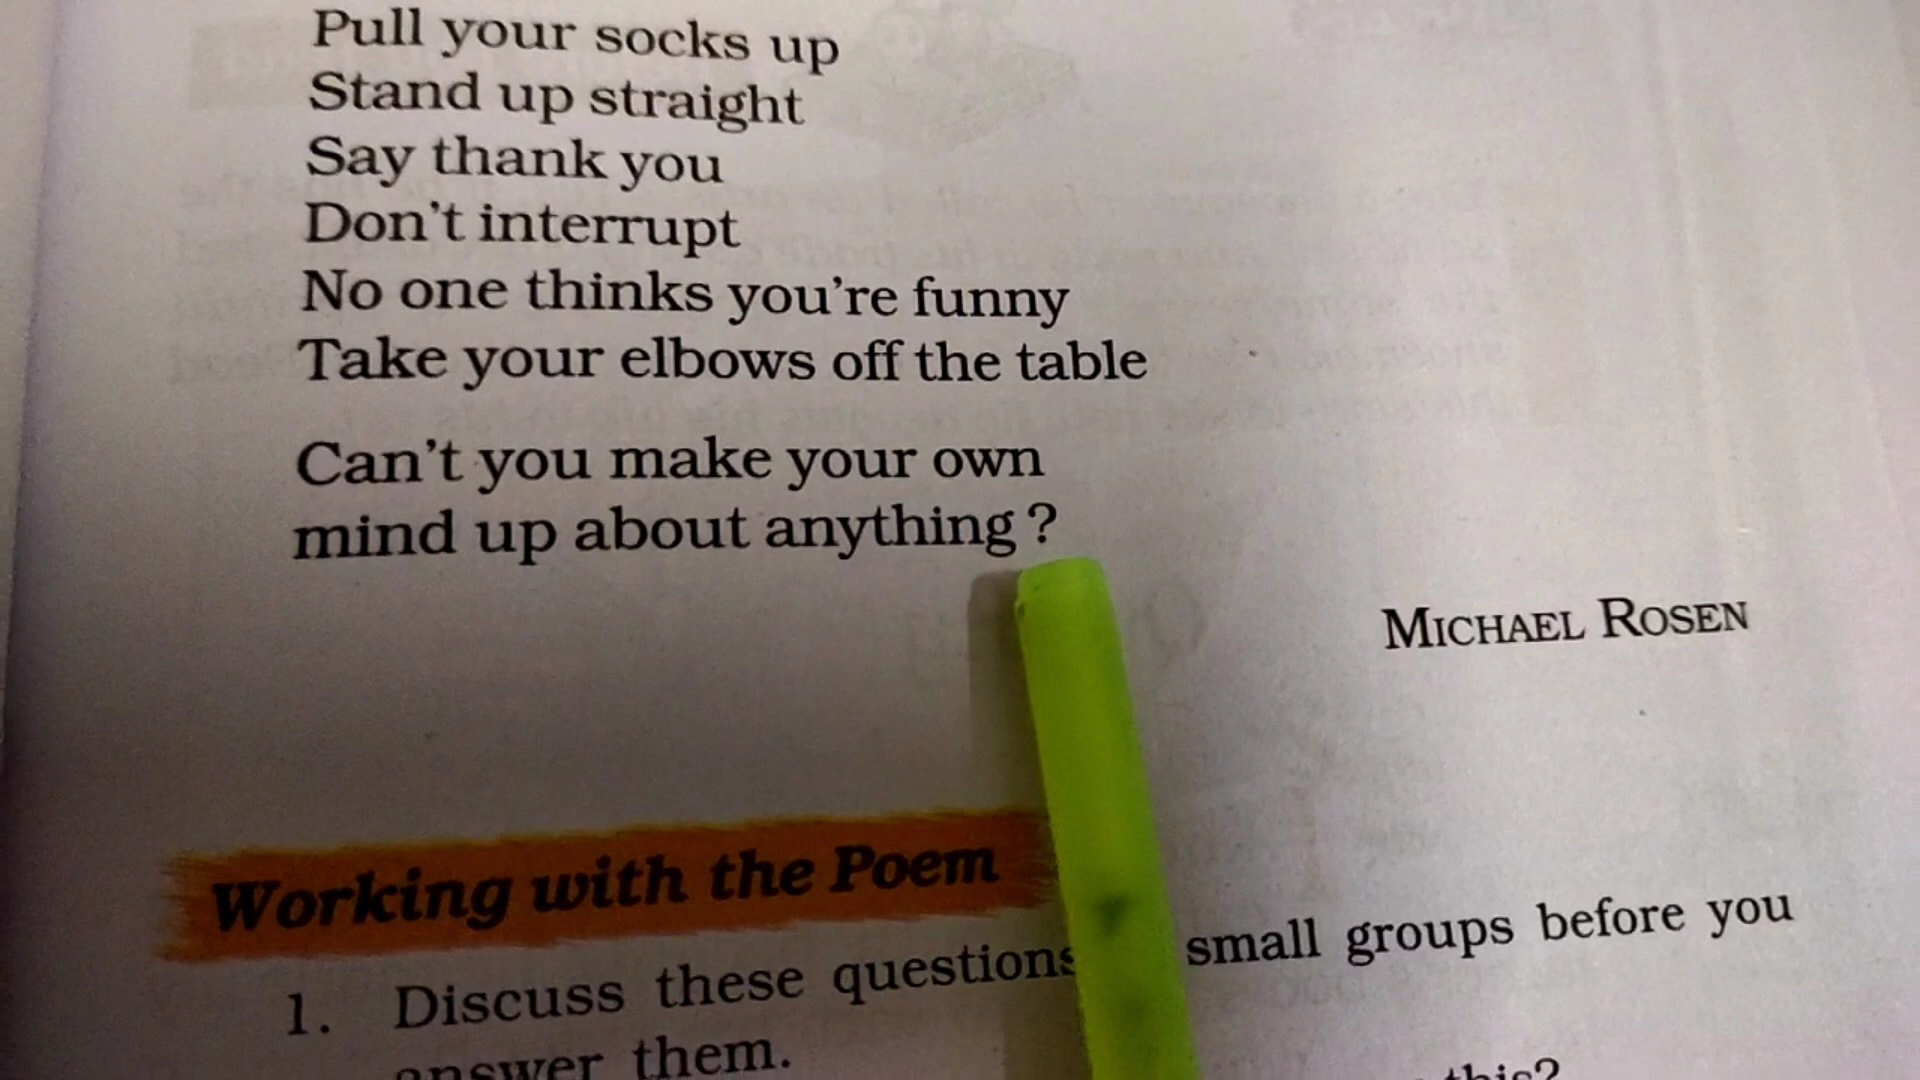 Pull your socks up
Stand up straight
Say thank you
Don't interrupt
No one thinks you're funny
Take your elbows off the table
Can't you make your own
mind up about anything?
MICHAEL ROSEN
Working with the Poem
1. Discuss these questions small groups before you
answer them.
this?